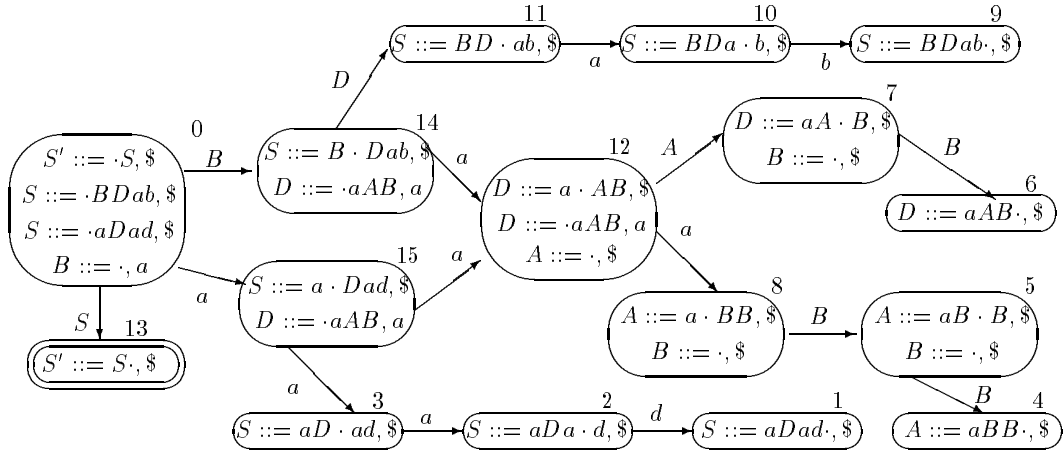 11
S ::= BD · ab, $
a
10
S ::= BDa · b, $
b
9
S ::= BDab·, $
D
0
S′ ::= ·S, $
S ::= ·BDab, $
S ::= ·aDad, $
B ::= ·, a
B
14
S ::= B · Dab, $
D ::= ·aAB, a
a
12
D ::= a · AB, $
D ::= ·aAB, a
A ::= ·, $
A
7
D ::= aA · B, $
B ::= ·, $
B
6
D ::= aAB·, $
a
15
S ::= a · Dad, $
D ::= ·aAB, a
a
a
8
A ::= a · BB, $
B ::= ·, $
B
5
A ::= aB · B, $
B ::= ·, $
S
13
S′ ::= S·, $
a
3
S ::= aD · ad, $
a
2
S ::= aDa · d, $
d
1
S ::= aDad·, $
B
4
A ::= aBB·, $